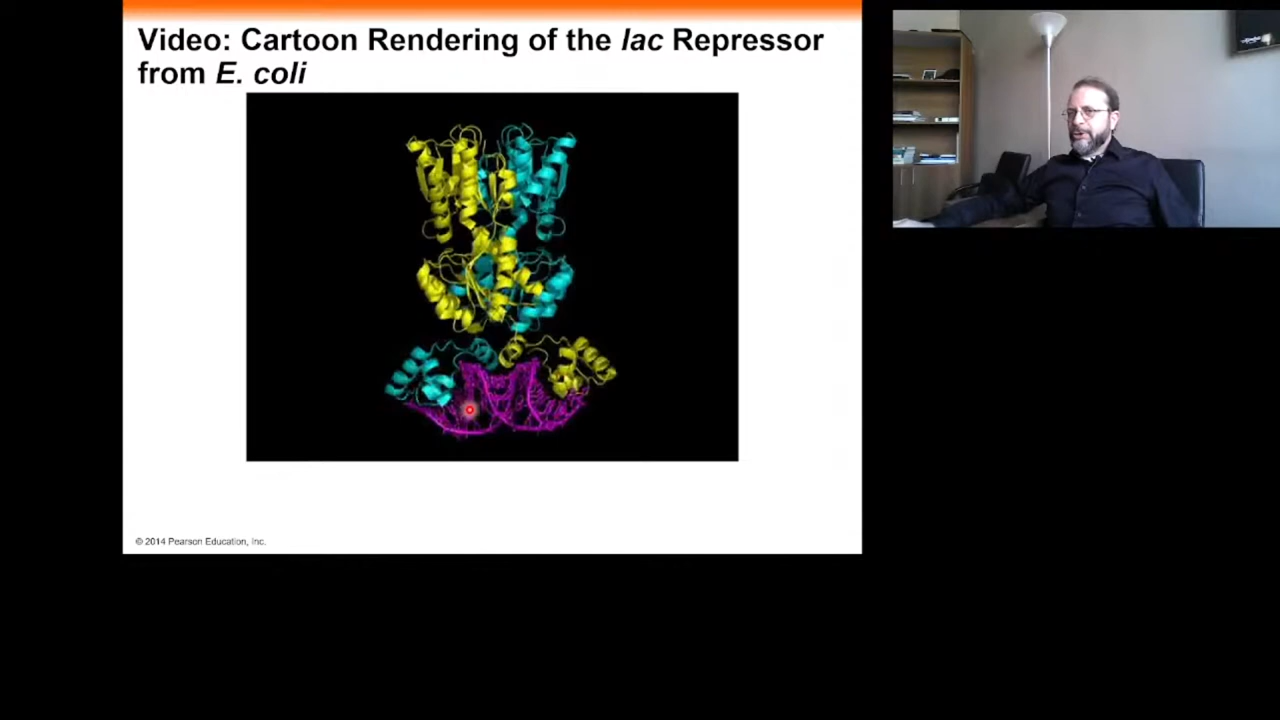 Video: Cartoon Rendering of the lac Repressor
from E. coli
© 2014 Pearson Education, Inc.